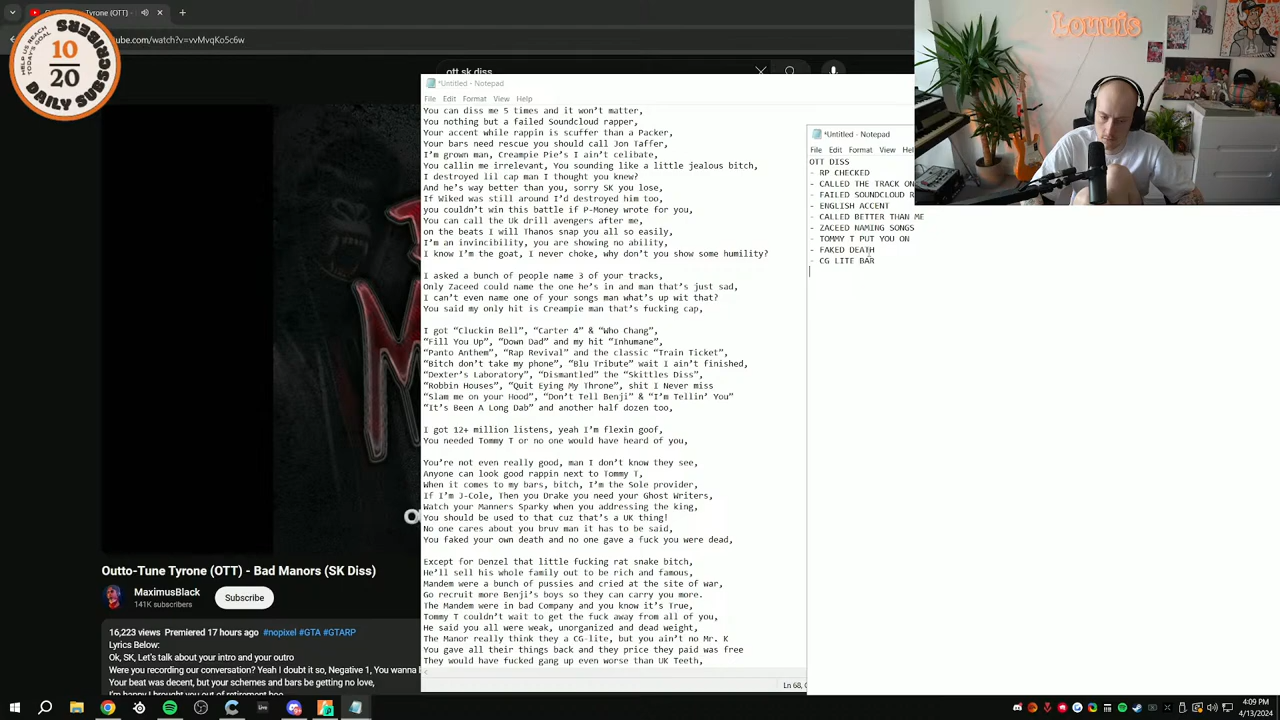 Outto-Tune Tyrone (OTT)
HELP US REACH
TODAY'S GOAL
10
20
DAILY SUBSCRIBERS
.com/watch?v=vvMvqKo5c6w
ott sk diss
Lottis
*Untitled - Notepad
File Edit Format View Help
You can diss me 5 times and it won't matter,
You nothing but a failed Soundcloud rapper,
Your accent while rappin is scuffer than a Packer,
Your bars need rescue you should call Jon Taffer,
I'm grown man, Creampie Pie's I ain't celibate,
You callin me irrelevant, You sounding like a little jealous bitch,
I destroyed lil cap man I thought you knew?
And he's way better than you, sorry SK you lose,
If Wiked was still around I'd destroyed him too,
you couldn't win this battle if P-Money wrote for you,
You can call the Uk drill avengers after me,
on the beats I will Thanos snap you all so easily,
I'm an invincibility, you are showing no ability,
I know I'm the goat, I never choke, why don't you show some humility?
I asked a bunch of people name 3 of your tracks,
Only Zaceed could name the one he's in and man that's just sad,
I can't even name one of your songs man what's up wit that?
You said my only hit is Creampie man that's fucking cap,
I got “Cluckin Bell”, “Carter 4” & “Who Chang”,
“Fill You Up”, “Down Dad” and my hit “Inhumane”,
“Panto Anthem”, “Rap Revival” and the classic “Train Ticket”,
“Bitch don't take my phone”, “Blu Tribute” wait I ain't finished,
“Dexter's Laboratory”, “Dismantled” the “Skittles Diss”,
“Robbin Houses”, “Quit Eying My Throne”, shit I Never miss
“Slam me on your Hood”, “Don't Tell Benji” & “I'm Tellin' You”
“It's Been A Long Dab” and another half dozen too,
I got 12+ million listens, yeah I'm flexin goof,
You needed Tommy T or no one would have heard of you,
You're not even really good, man I don't know they see,
Anyone can look good rappin next to Tommy T,
When it comes to my bars, bitch, I'm the Sole provider,
If I'm J-Cole, Then you Drake you need your Ghost Writers,
Watch your Manners Sparky when you addressing the king,
You should be used to that cuz that's a UK thing!
No one cares about you bruv man it has to be said,
You faked your own death and no one gave a fuck you were dead,
Except for Denzel that little fucking rat snake bitch,
He'll sell his whole family out to be rich and famous,
Mandem were a bunch of pussies and cried at the site of war,
Go recruit more Benji's boys so they can carry you more.
The Mandem were in bad Company and you know it's True,
Tommy T couldn't wait to get the fuck away from all of you,
He said you all were weak, unorganized and dead weight,
The Manor really think they a CG-lite, but you ain't no Mr. K
You gave all their things back and they price they paid was free
They would have fucked gang up even worse than UK Teeth,
Ln 68, C
*Untitled - Notepad
File Edit Format View Hel
OTT DISS
- RP CHECKED
- CALLED THE TRACK ON
- FAILED SOUNDCLOUD R
- ENGLISH ACCENT
- CALLED BETTER THAN ME
- ZACEED NAMING SONGS
- TOMMY T PUT YOU ON
- FAKED DEATH
- CG LITE BAR
Outto-Tune Tyrone (OTT) - Bad Manors (SK Diss)
MaximusBlack
141K subscribers
Subscribe
16,223 views Premiered 17 hours ago #nopixel #GTA #GTARP
Lyrics Below:
Ok, SK, Let's talk about your intro and your outro
Were you recording our conversation? Yeah I doubt it so, Negative 1, You wanna
Your beat was decent, but your schemes and bars be getting no love,
I'm happy I brought you out of retirement boo
4:09 PM
4/13/2024